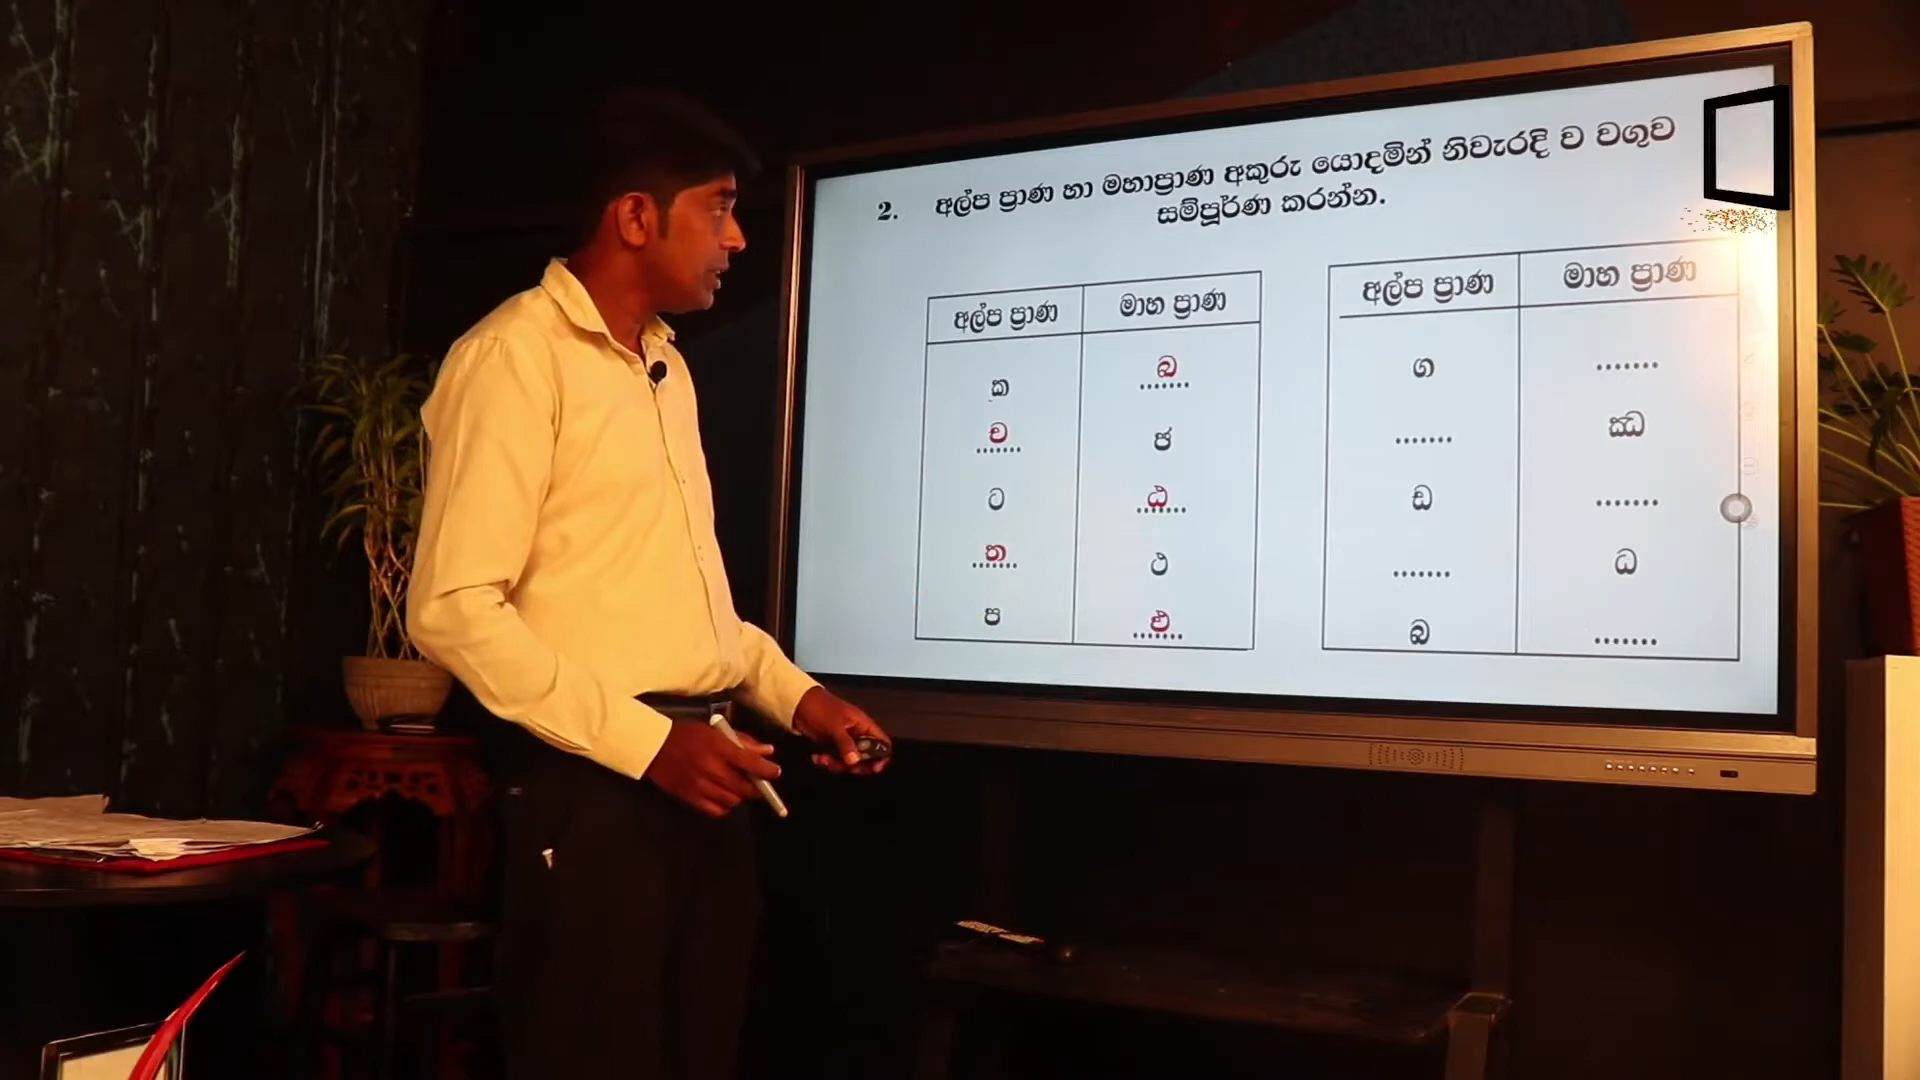 2. අල්ප ප්‍රාණ හා මහාප්‍රාණ අකුරු යොදමින් නිවැරදි ව වගුව
සම්පූර්ණ කරන්න.
අල්ප ප්‍රාණ මාහ ප්‍රාණ
ක ඛ
ච ඡ
ට ඨ
ත ථ
ප ඵ
අල්ප ප්‍රාණ මාහ ප්‍රාණ
ග .......
....... ඣ
ඩ .......
....... ධ
බ .......